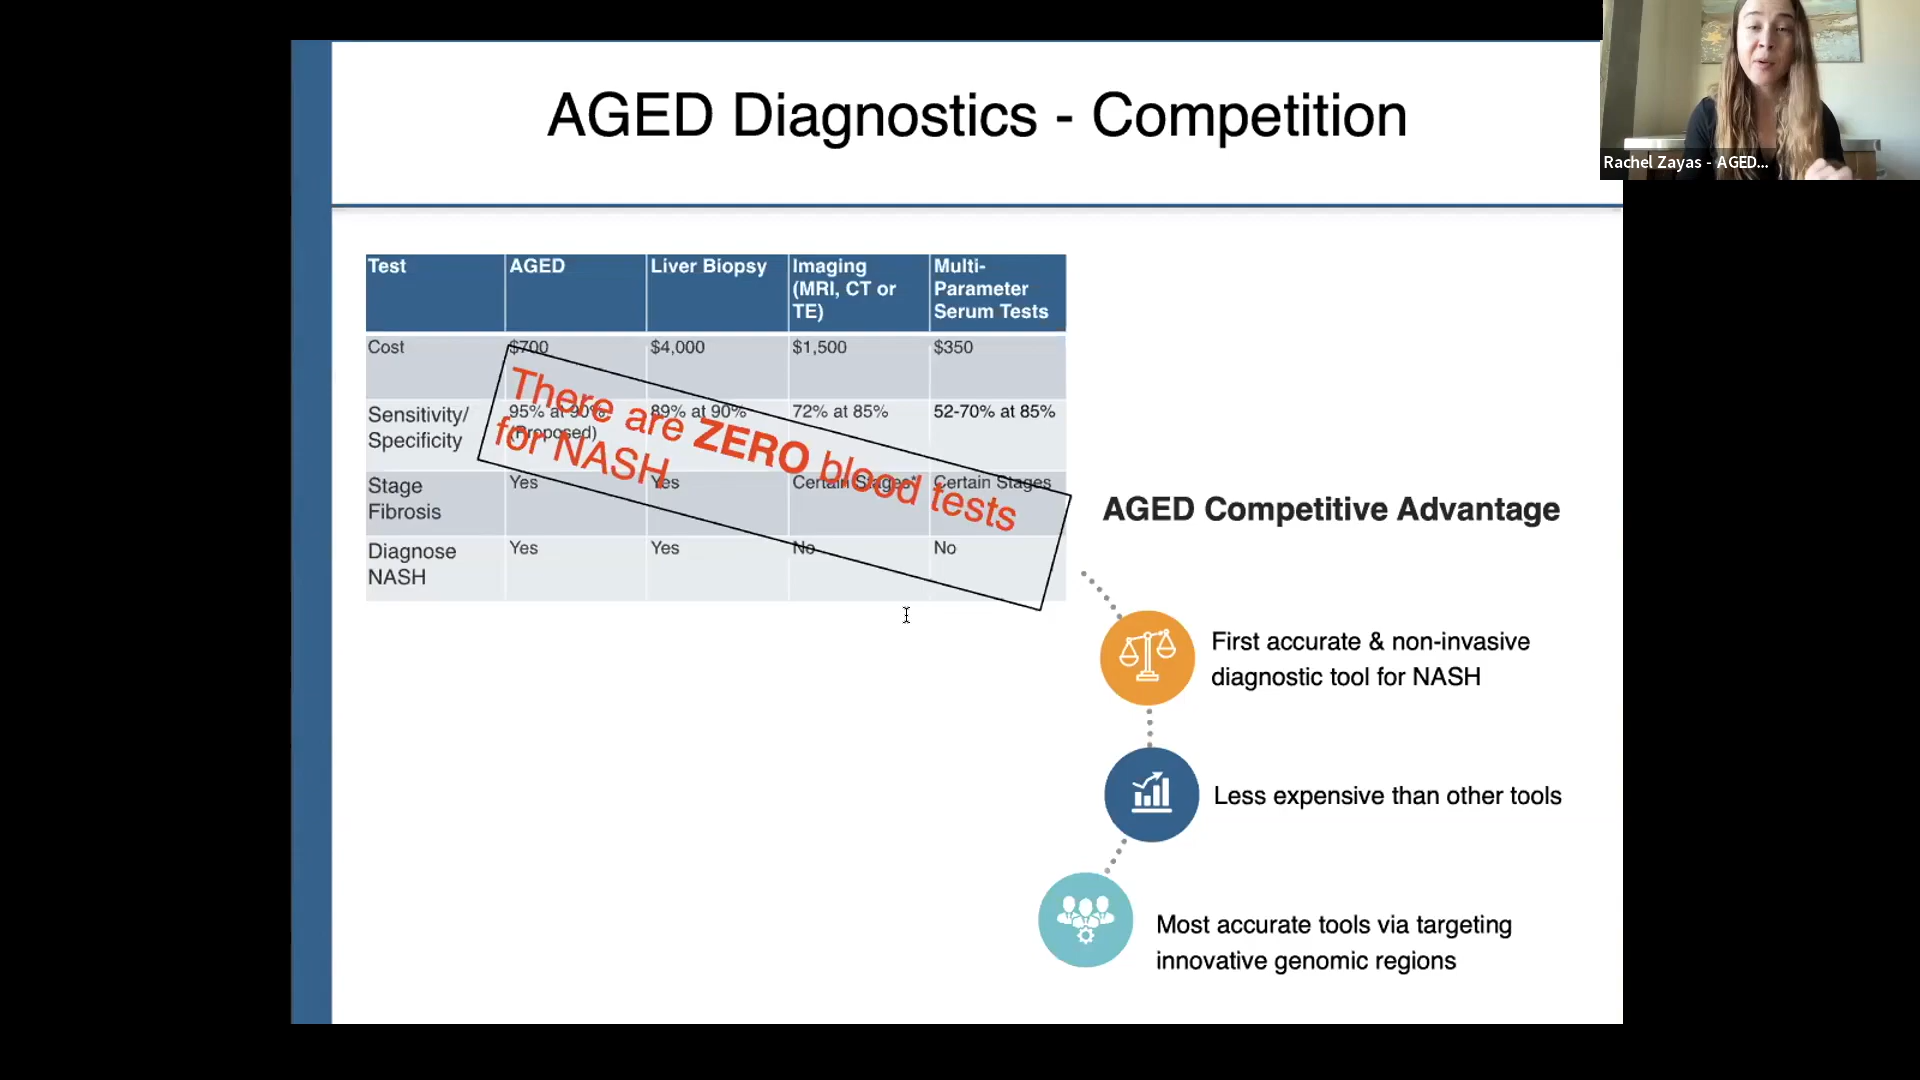 AGED Diagnostics - Competition
Rachel Zayas - AGED...
Test
AGED
Liver Biopsy
Imaging
(MRI, CT or
TE)
Multi-
Parameter
Serum Tests
Cost
$700
$4,000
$1,500
$350
Sensitivity/
Specificity
95% at 90%
(Proposed)
89% at 90%
72% at 85%
52-70% at 85%
Stage
Fibrosis
Yes
Yes
Certain Stages*
Certain Stages
Diagnose
NASH
Yes
Yes
No
No
There are ZERO blood tests
for NASH
AGED Competitive Advantage
First accurate & non-invasive
diagnostic tool for NASH
Less expensive than other tools
Most accurate tools via targeting
innovative genomic regions